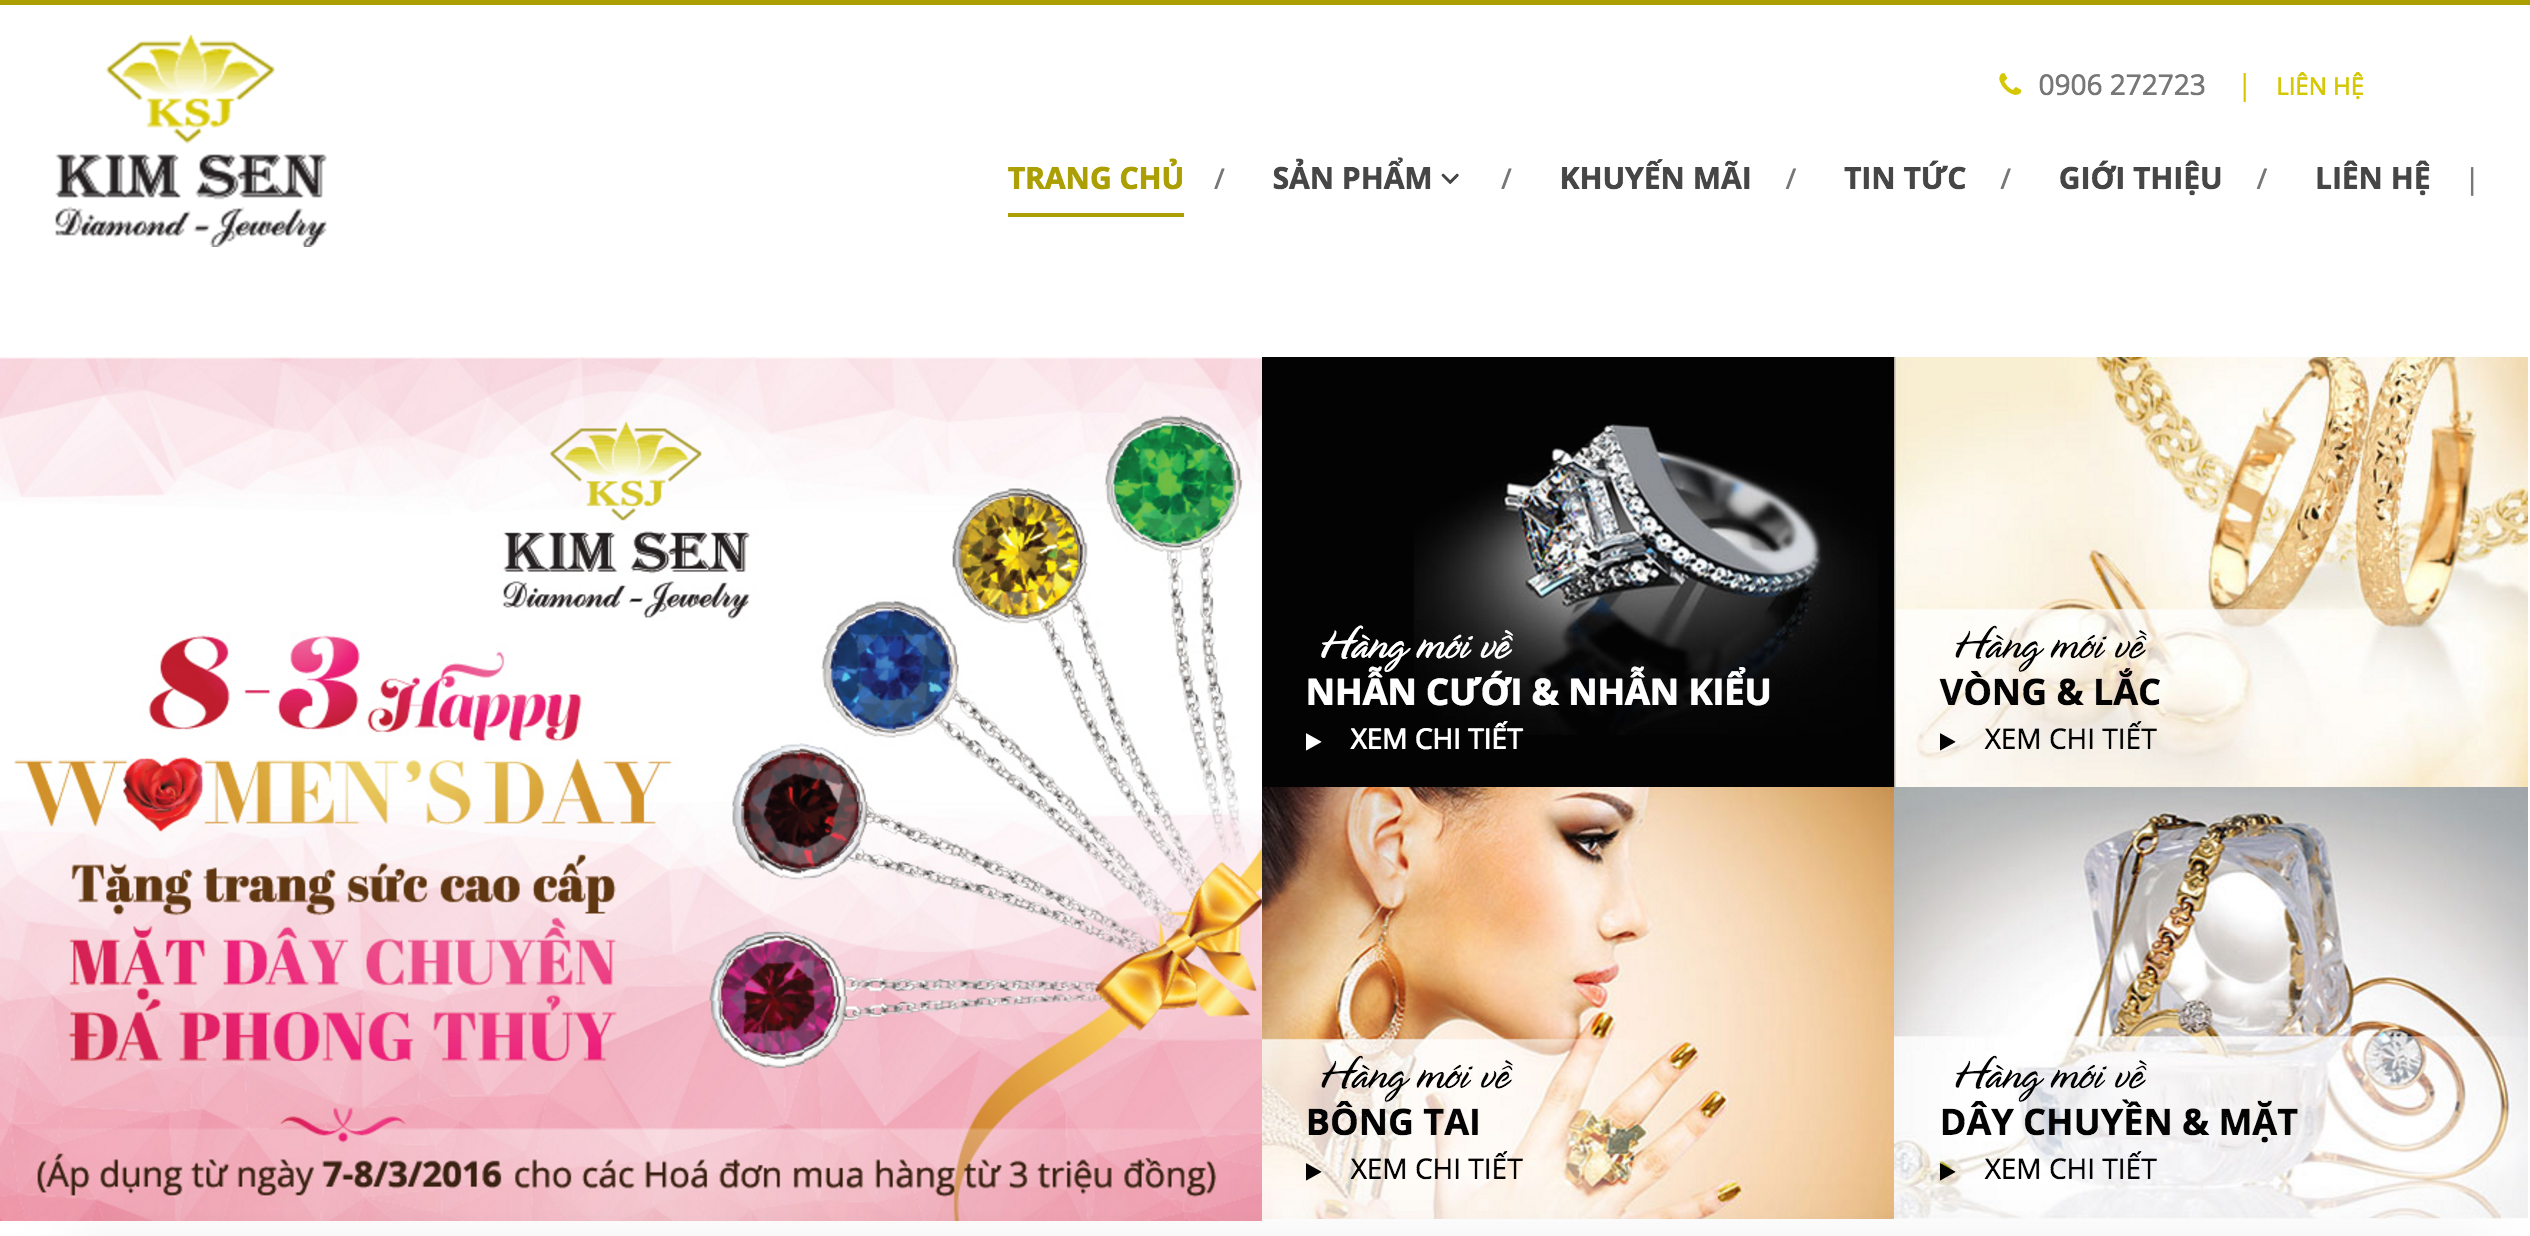 KSJ
KIM SEN
Diamond - Jewelry
0906 272723 | LIÊN HỆ
TRANG CHỦ / SẢN PHẨM / KHUYẾN MÃI / TIN TỨC / GIỚI THIỆU / LIÊN HỆ |
KSJ
KIM SEN
Diamond - Jewelry
8-3 Happy
WOMEN'S DAY
Tặng trang sức cao cấp
MẶT DÂY CHUYỀN
ĐÁ PHONG THỦY
(Áp dụng từ ngày 7-8/3/2016 cho các Hoá đơn mua hàng từ 3 triệu đồng)
Hàng mới về
NHẪN CƯỚI & NHẪN KIỂU
XEM CHI TIẾT
Hàng mới về
VÒNG & LẮC
XEM CHI TIẾT
Hàng mới về
BÔNG TAI
XEM CHI TIẾT
Hàng mới về
DÂY CHUYỀN & MẶT
XEM CHI TIẾT